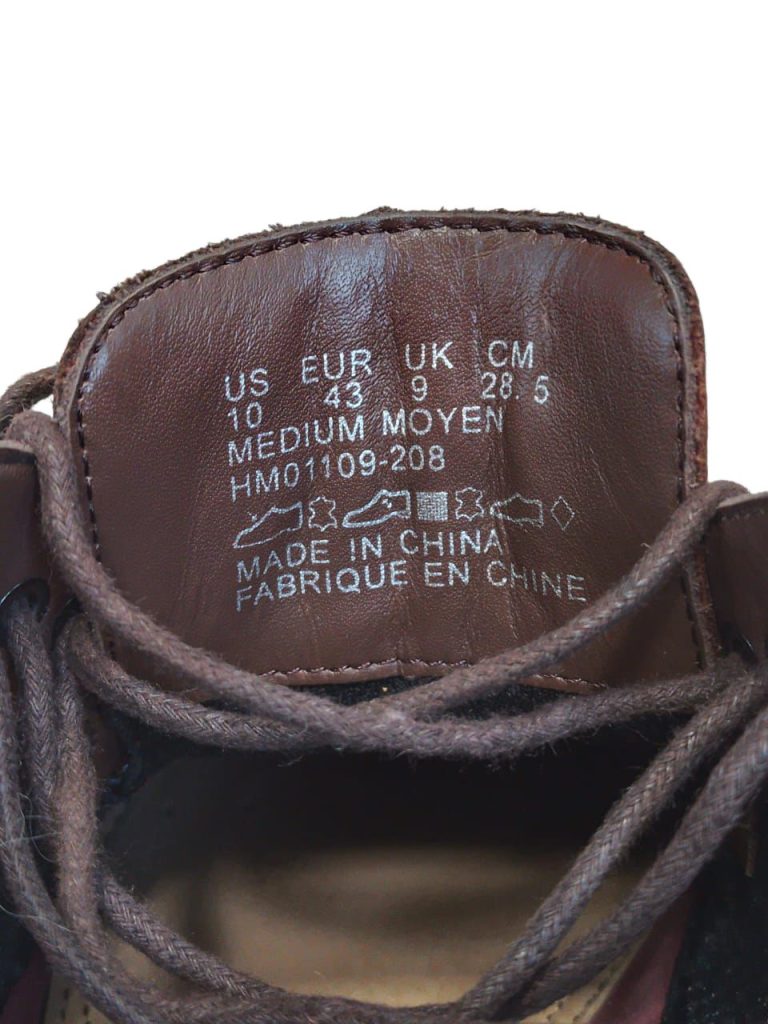 US EUR UK CM
10 43 9 28.5
MEDIUM MOYEN
HM01109-208
MADE IN CHINA
FABRIQUE EN CHINE